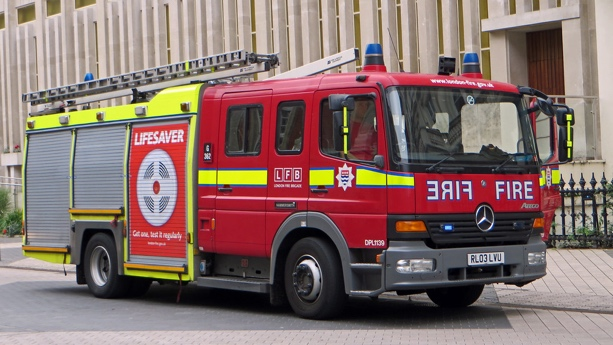 www.london-fire.gov.uk
LIFESAVER
Get one, test it regularly
G
362
LFB
LONDON FIRE BRIGADE
FIRE FIRE
Atego
DPL1139
RL03 LVU